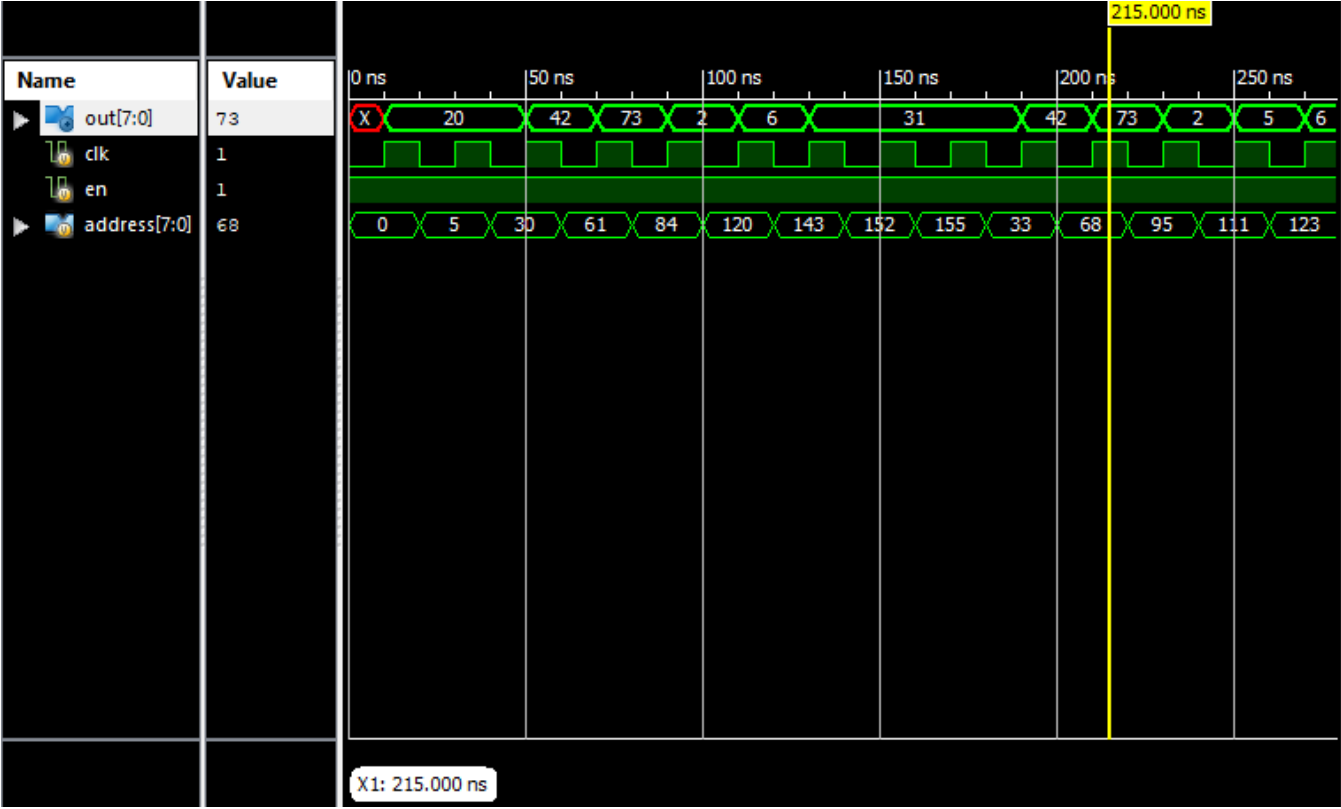 215.000 ns
Name Value 0 ns 50 ns 100 ns 150 ns 200 ns 250 ns
out[7:0] 73 X 20 42 73 2 6 31 42 73 2 5 6
clk 1
en 1
address[7:0] 68 0 5 30 61 84 120 143 152 155 33 68 95 111 123
X1: 215.000 ns